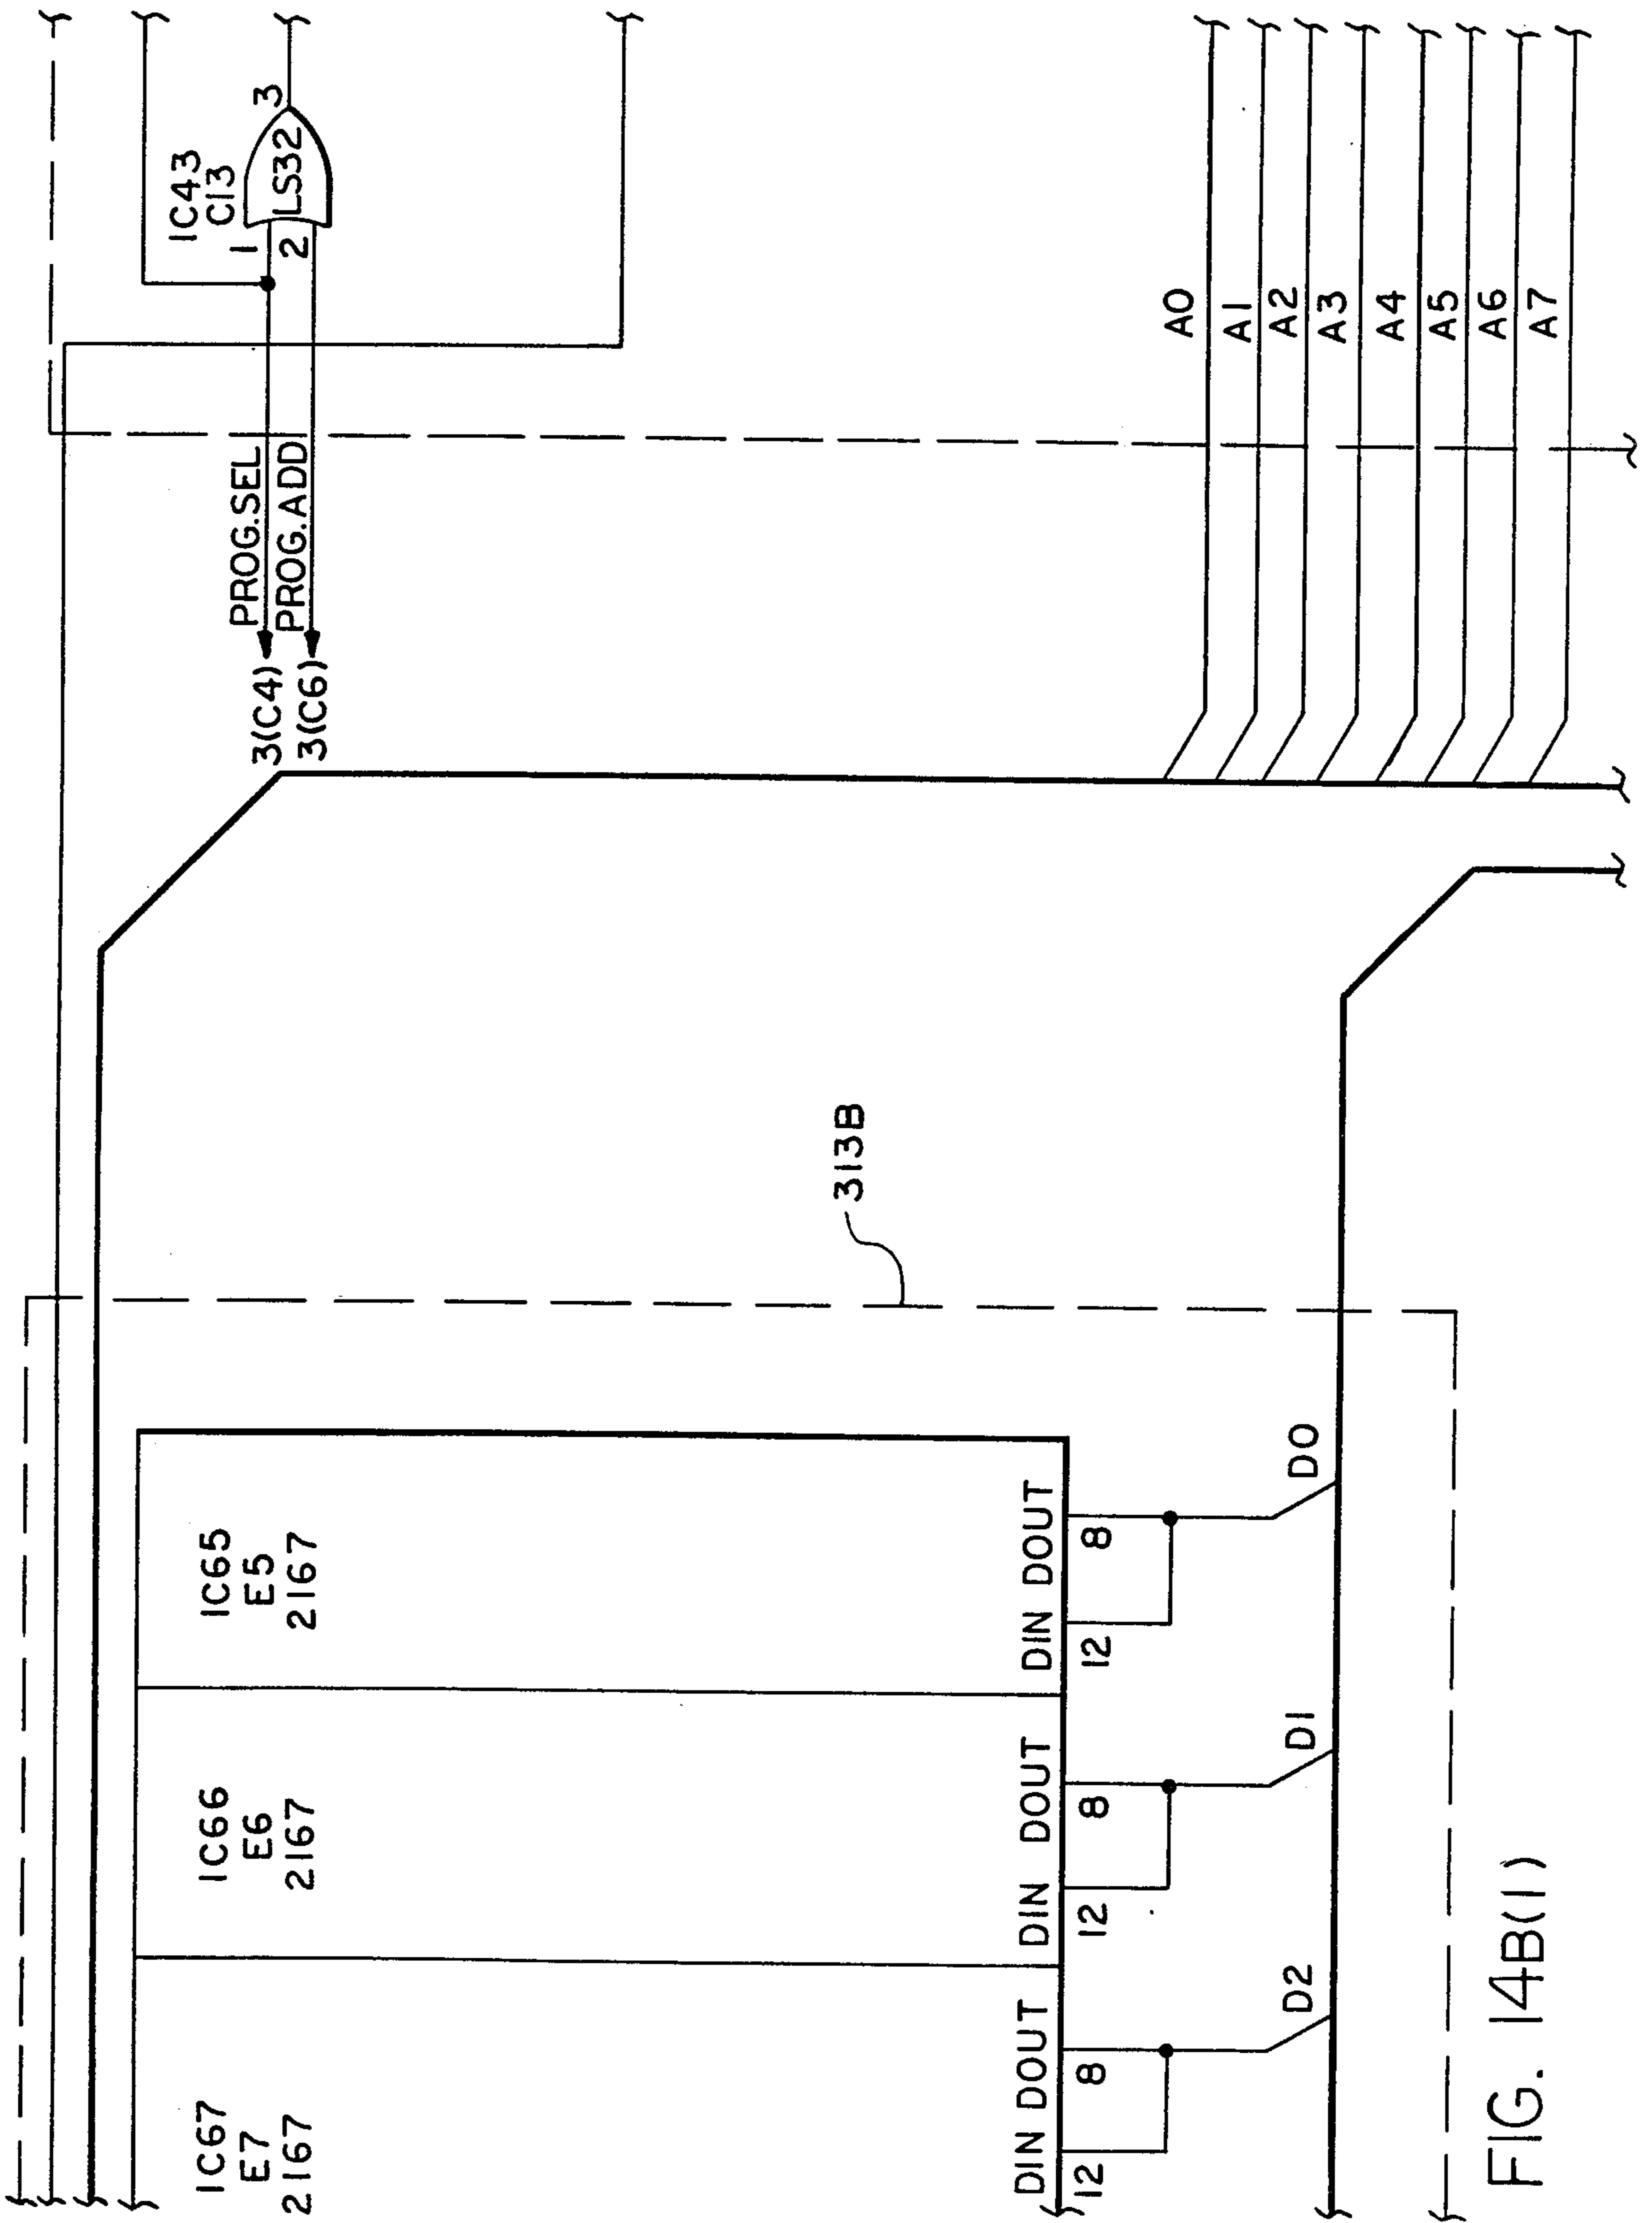 IC67
E7
2167
IC66
E6
2167
IC65
E5
2167
DIN DOUT
12 8
D2
DIN DOUT
12 8
D1
DIN DOUT
12 8
D0
313B
3(C4)
PROG.SEL
3(C6)
PROG.ADD
IC43
C13
1
2
LS32
3
A0
A1
A2
A3
A4
A5
A6
A7
FIG. 14B(1)